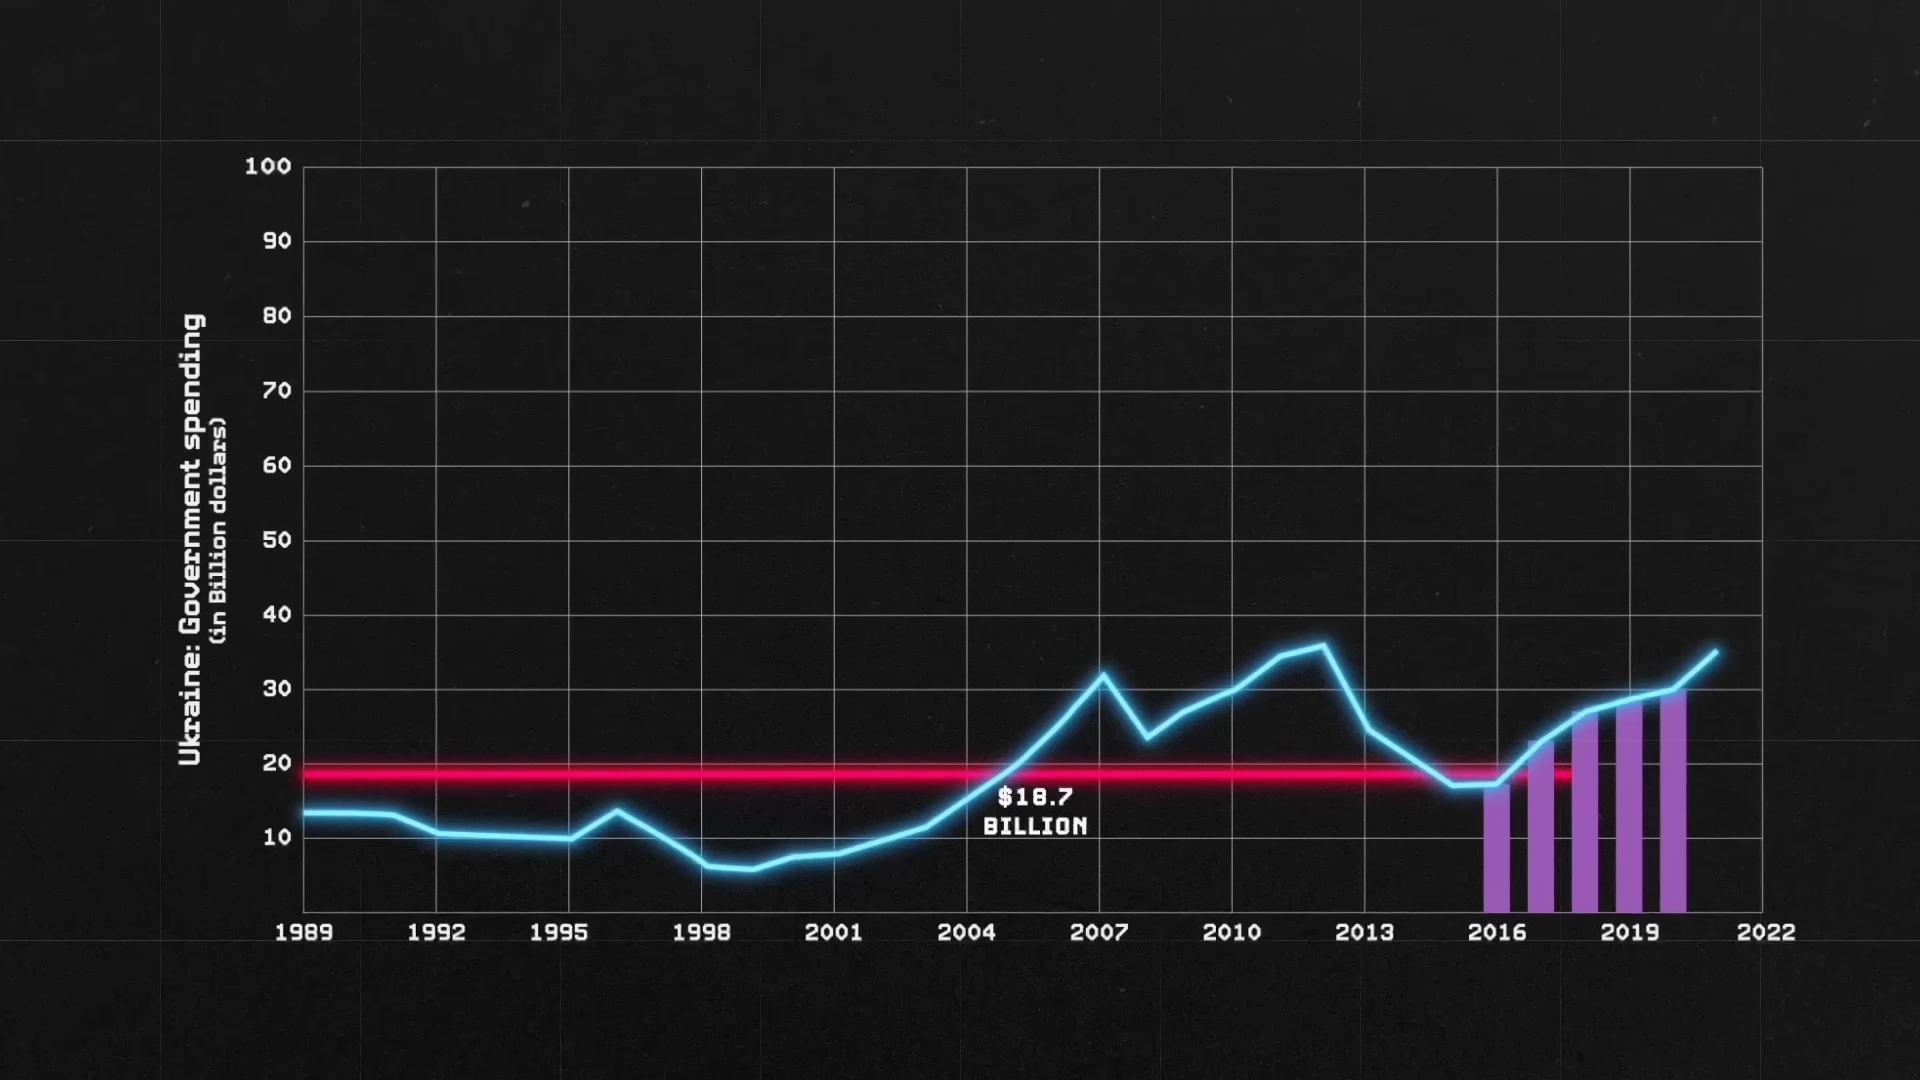 Ukraine: Government spending
(in Billion dollars)
100
90
80
70
60
50
40
30
20
10
$18.7
BILLION
1989 1992 1995 1998 2001 2004 2007 2010 2013 2016 2019 2022